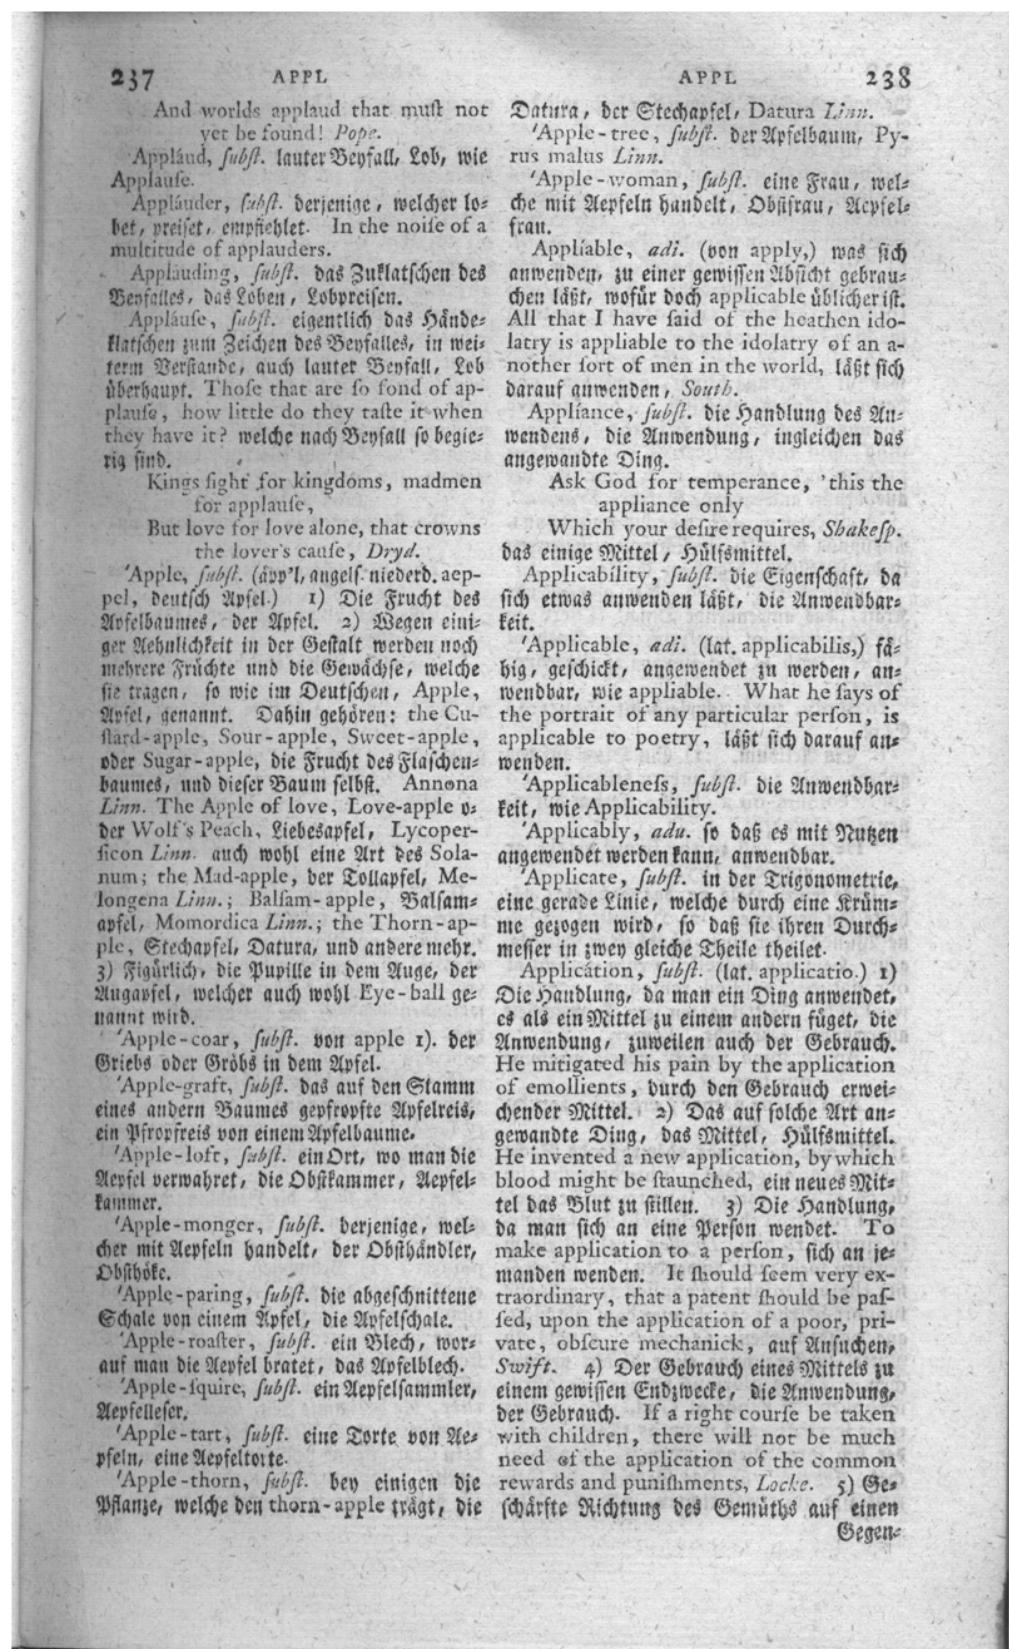 237 APPL
And worlds applaud that muſt not
yet be found! Pope.
Appláud, ſubſt. lauter Beyfall, Lob, wie
Applauſe.
Appláuder, ſubſt. derjenige, welcher lo-
bet, preiſet, empfiehlet. In the noiſe of a
multitude of applauders.
Appláuding, ſubſt. das Zuklatſchen des
Beyfalles, das Loben, Lobpreiſen.
Appláuſe, ſubſt. eigentlich das Hände-
klatſchen zum Zeichen des Beyfalles, in wei-
term Verſtande, auch lauter Beyfall, Lob
überhaupt. Thoſe that are ſo fond of ap-
plauſe, how little do they taſte it when
they have it? welche nach Beyfall ſo begie-
rig ſind.
Kings fight for kingdoms, madmen
for applauſe,
But love for love alone, that crowns
the lover's cauſe, Dryd.
'Apple, ſubſt. (äpp'l, angelſ. niederd. aep-
pel, deutſch Apfel.) 1) Die Frucht des
Apfelbaumes, der Apfel. 2) Wegen eini-
ger Aehnlichkeit in der Geſtalt werden noch
mehrere Früchte und die Gewächſe, welche
ſie tragen, ſo wie im Deutſchen, Apple,
Apfel, genannt. Dahin gehören: the Cu-
ſtard-apple, Sour-apple, Sweet-apple,
oder Sugar-apple, die Frucht des Flaſchen-
baumes, und dieſer Baum ſelbſt. Annona
Linn. The Apple of love, Love-apple o-
der Wolf's Peach, Liebesapfel, Lycoper-
ſicon Linn. auch wohl eine Art des Sola-
num; the Mad-apple, der Tollapfel, Me-
longena Linn.; Balſam-apple, Balſam-
apfel, Momordica Linn.; the Thorn-ap-
ple, Stechapfel, Datura, und andere mehr.
3) Figürlich, die Pupille in dem Auge, der
Augapfel, welcher auch wohl Eye-ball ge-
nannt wird.
'Apple-coar, ſubſt. von apple 1). der
Griebs oder Gröbs in dem Apfel.
'Apple-graft, ſubſt. das auf den Stamm
eines andern Baumes gepfropfte Apfelreis,
ein Pfropfreis von einem Apfelbaume.
'Apple-loft, ſubſt. ein Ort, wo man die
Aepfel verwahret, die Obſtkammer, Aepfel-
kammer.
'Apple-monger, ſubſt. derjenige, wel-
cher mit Aepfeln handelt, der Obſthändler,
Obſthöke.
'Apple-paring, ſubſt. die abgeſchnittene
Schale von einem Apfel, die Apfelſchale.
'Apple-roaſter, ſubſt. ein Blech, wor-
auf man die Aepfel bratet, das Apfelblech.
'Apple-ſquire, ſubſt. ein Aepfelſammler,
Aepfelleſer.
'Apple-tart, ſubſt. eine Torte von Ae-
pfeln, eine Aepfeltorte.
'Apple-thorn, ſubſt. bey einigen die
Pflanze, welche den thorn-apple trägt, die
APPL 238
Datura, der Stechapfel, Datura Linn.
'Apple-tree, ſubſt. der Apfelbaum, Py-
rus malus Linn.
'Apple-woman, ſubſt. eine Frau, wel-
che mit Aepfeln handelt, Obſtfrau, Aepfel-
frau.
Applíable, adi. (von apply,) was ſich
anwenden, zu einer gewiſſen Abſicht gebrau-
chen läßt, wofür doch applicable üblicher iſt.
All that I have ſaid of the heathen ido-
latry is appliable to the idolatry of an a-
nother ſort of men in the world, läßt ſich
darauf anwenden, South.
Applíance, ſubſt. die Handlung des An-
wendens, die Anwendung, ingleichen das
angewandte Ding.
Ask God for temperance, 'this the
appliance only
Which your deſire requires, Shakeſp.
das einige Mittel, Hülfsmittel.
Applicabílity, ſubſt. die Eigenſchaft, da
ſich etwas anwenden läßt, die Anwendbar-
keit.
'Applicable, adi. (lat. applicabilis,) fä-
hig, geſchickt, angewendet zu werden, an-
wendbar, wie appliable. What he ſays of
the portrait of any particular perſon, is
applicable to poetry, läßt ſich darauf an-
wenden.
'Applicableneſs, ſubſt. die Anwendbar-
keit, wie Applicability.
'Applicably, adu. ſo daß es mit Nutzen
angewendet werden kann, anwendbar.
'Applicate, ſubſt. in der Trigonometrie,
eine gerade Linie, welche durch eine Krüm-
me gezogen wird, ſo daß ſie ihren Durch-
meſſer in zwey gleiche Theile theilet.
Applicátion, ſubſt. (lat. applicatio.) 1)
Die Handlung, da man ein Ding anwendet,
es als ein Mittel zu einem andern füget, die
Anwendung, zuweilen auch der Gebrauch.
He mitigated his pain by the application
of emollients, durch den Gebrauch erwei-
chender Mittel. 2) Das auf ſolche Art an-
gewandte Ding, das Mittel, Hülfsmittel.
He invented a new application, by which
blood might be ſtaunched, ein neues Mit-
tel das Blut zu ſtillen. 3) Die Handlung,
da man ſich an eine Perſon wendet. To
make application to a perſon, ſich an je-
manden wenden. It ſhould ſeem very ex-
traordinary, that a patent ſhould be paſ-
ſed, upon the application of a poor, pri-
vate, obſcure mechanick, auf Anſuchen,
Swift. 4) Der Gebrauch eines Mittels zu
einem gewiſſen Endzwecke, die Anwendung,
der Gebrauch. If a right courſe be taken
with children, there will not be much
need of the application of the common
rewards and puniſhments, Locke. 5) Ge-
ſchärfte Richtung des Gemüths auf einen
Gegen-